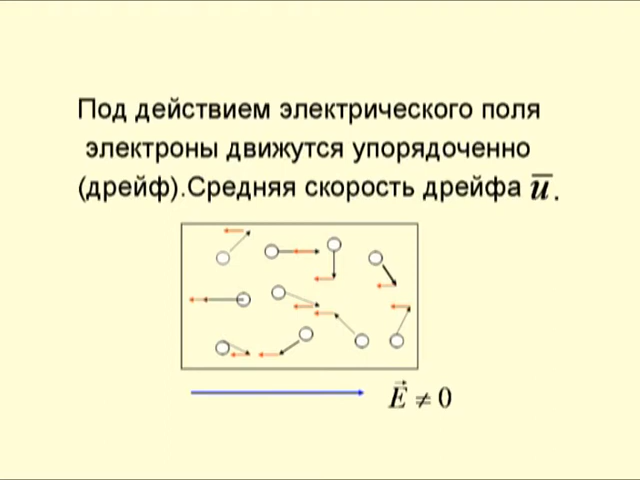 Под действием электрического поля
электроны движутся упорядоченно
(дрейф).Средняя скорость дрейфа u̅.
E⃗ ≠ 0